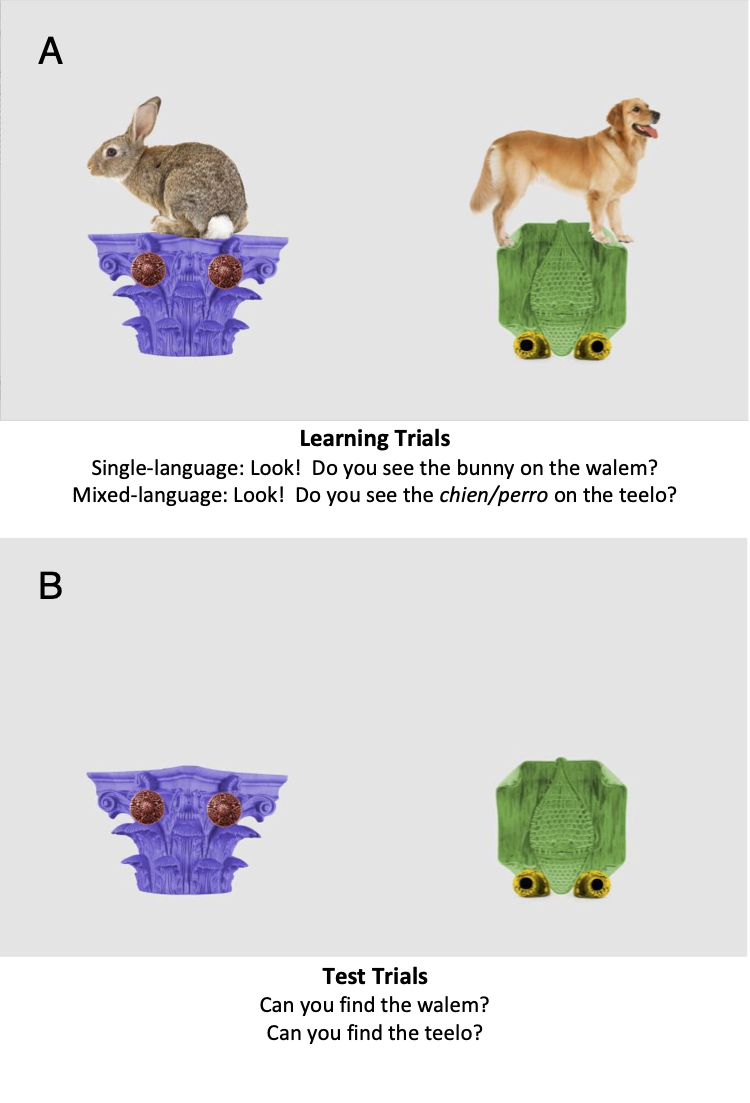 A
Learning Trials
Single-language: Look!  Do you see the bunny on the walem?
Mixed-language: Look!  Do you see the chien/perro on the teelo?
B
Test Trials
Can you find the walem?
Can you find the teelo?